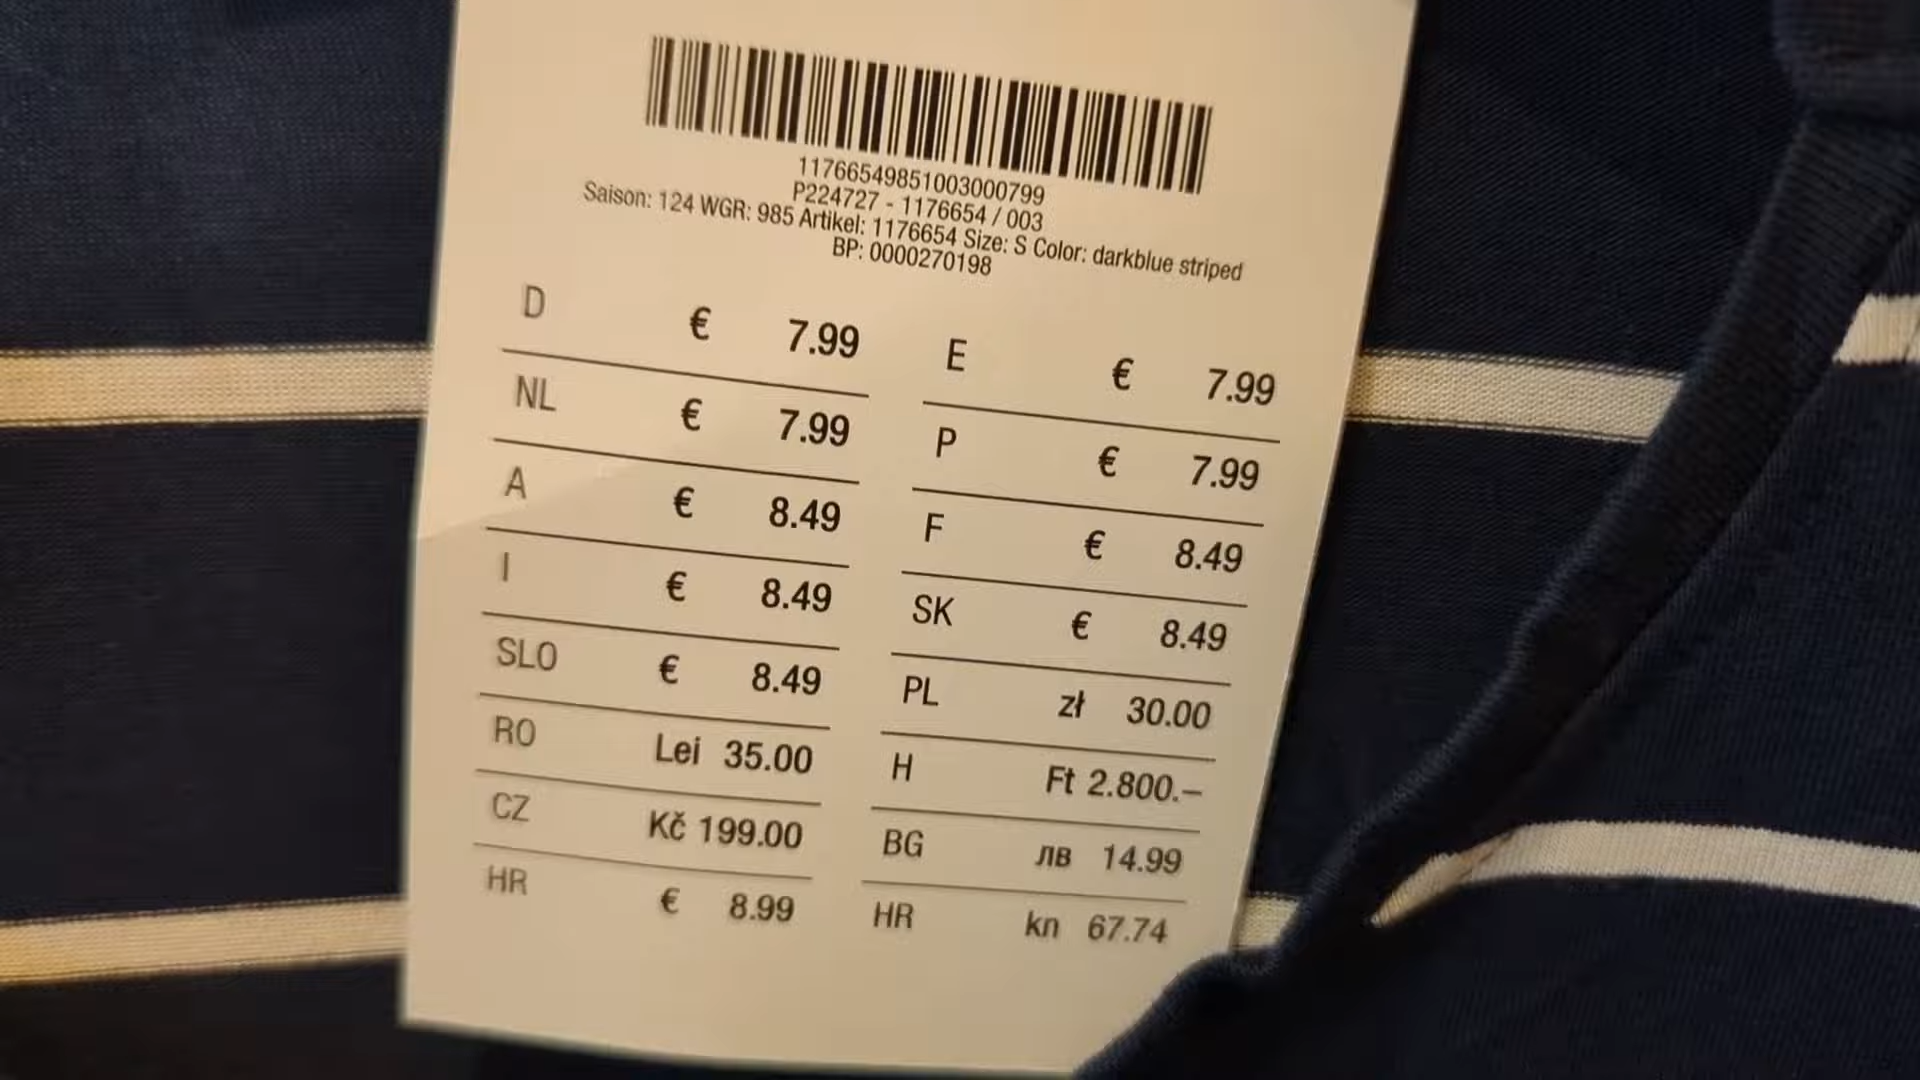 11766549851003000799
P224727 - 1176654 / 003
Saison: 124 WGR: 985 Artikel: 1176654 Size: S Color: darkblue striped
BP: 0000270198
D € 7.99
NL € 7.99
A € 8.49
I € 8.49
SLO € 8.49
RO Lei 35.00
CZ Kč 199.00
HR € 8.99
E € 7.99
P € 7.99
F € 8.49
SK € 8.49
PL zł 30.00
H Ft 2.800.–
BG лв 14.99
HR kn 67.74